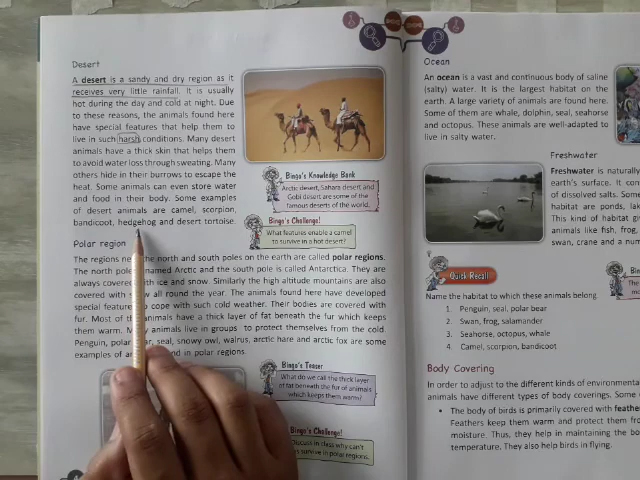 Desert
A desert is a sandy and dry region as it
receives very little rainfall. It is usually
hot during the day and cold at night. Due
to these reasons, the animals found here
have special features that help them to
live in such harsh conditions. Many desert
animals have a thick skin that helps them
to avoid water loss through sweating. Many
others hide in their burrows to escape the
heat. Some animals can even store water
and food in their body. Some examples
of desert animals are camel, scorpion,
bandicoot, hedgehog and desert tortoise.
Bingo's Knowledge Bank
Arctic desert, Sahara desert and
Gobi desert are some of the
famous deserts of the world.
Bingo's Challenge!
What features enable a camel
to survive in a hot desert?
Polar region
The regions the north and south poles on the earth are called polar regions.
The north pole named Arctic and the south pole is called Antarctica. They are
always covered with ice and snow. Similarly the high altitude mountains are also
covered with all round the year. The animals found here have developed
special features to cope with such cold weather. Their bodies are covered with
fur. Most of animals have a thick layer of fat beneath the fur which keeps
them warm. animals live in groups to protect themselves from the cold.
Penguin, polar seal, snowy owl, walrus, arctic hare and arctic fox are some
examples of found in polar regions.
Bingo's Teaser
What do we call the thick layer
of fat beneath the fur of animals
which keeps them warm?
Bingo's Challenge!
Discuss in class why can't
survive in polar regions.
Ocean
An ocean is a vast and continuous body of saline
(salty) water. It is the largest habitat on the
earth. A large variety of animals are found here.
Some of them are whale, dolphin, seal, seahorse
and octopus. These animals are well-adapted to
live in salty water.
Freshwater
Freshwater is naturally
earth's surface. It
of dissolved salts. Some
habitat are ponds,
This kind of habitat
animals like fish, frog,
swan, crane and a
Quick Recall
Name the habitat to which these animals belong.
1. Penguin, seal, polar bear
2. Swan, frog, salamander
3. Seahorse, octopus, whale
4. Camel, scorpion, bandicoot
Body Covering
In order to adjust to the different kinds of
animals have different types of body coverings. Some
• The body of birds is primarily covered with
Feathers keep them warm and protect them
moisture. Thus, they help in maintaining the
temperature. They also help birds in flying.